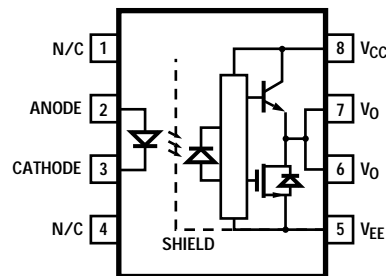 N/C 1
8 VCC
ANODE 2
7 VO
CATHODE 3
6 VO
N/C 4
SHIELD
5 VEE